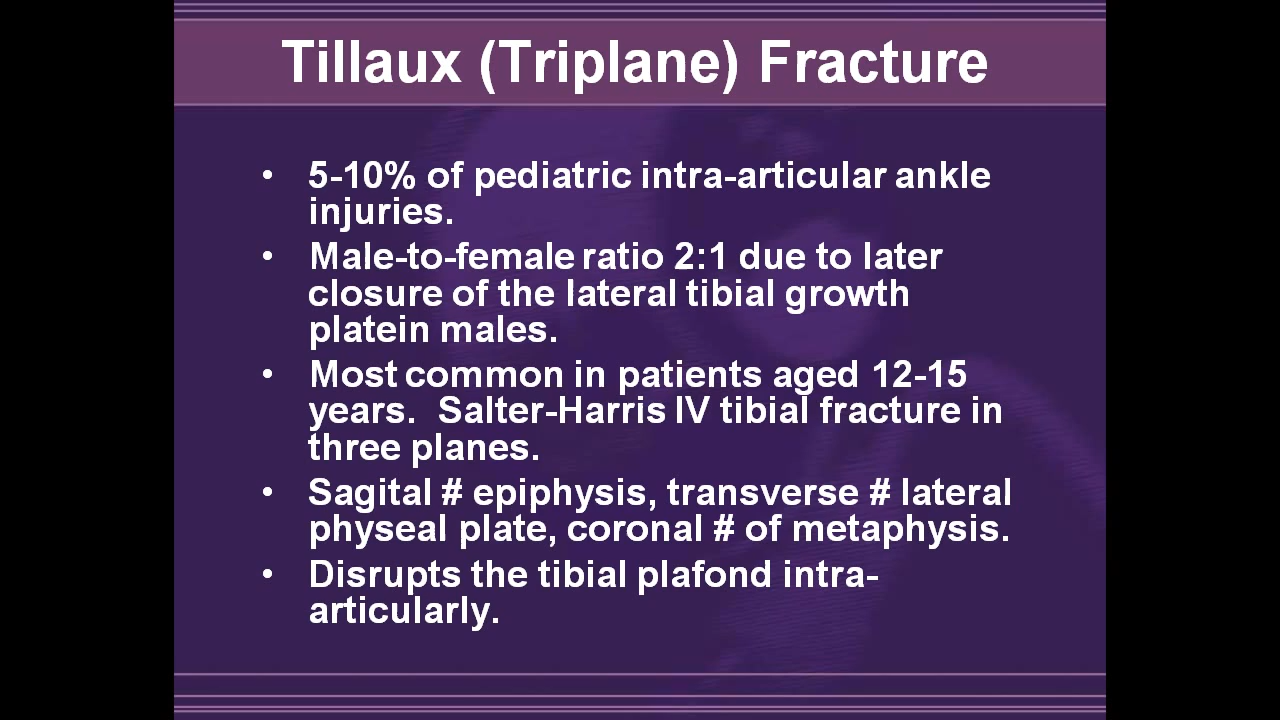 Tillaux (Triplane) Fracture
• 5-10% of pediatric intra-articular ankle
injuries.
• Male-to-female ratio 2:1 due to later
closure of the lateral tibial growth
platein males.
• Most common in patients aged 12-15
years.  Salter-Harris IV tibial fracture in
three planes.
• Sagital # epiphysis, transverse # lateral
physeal plate, coronal # of metaphysis.
• Disrupts the tibial plafond intra-
articularly.